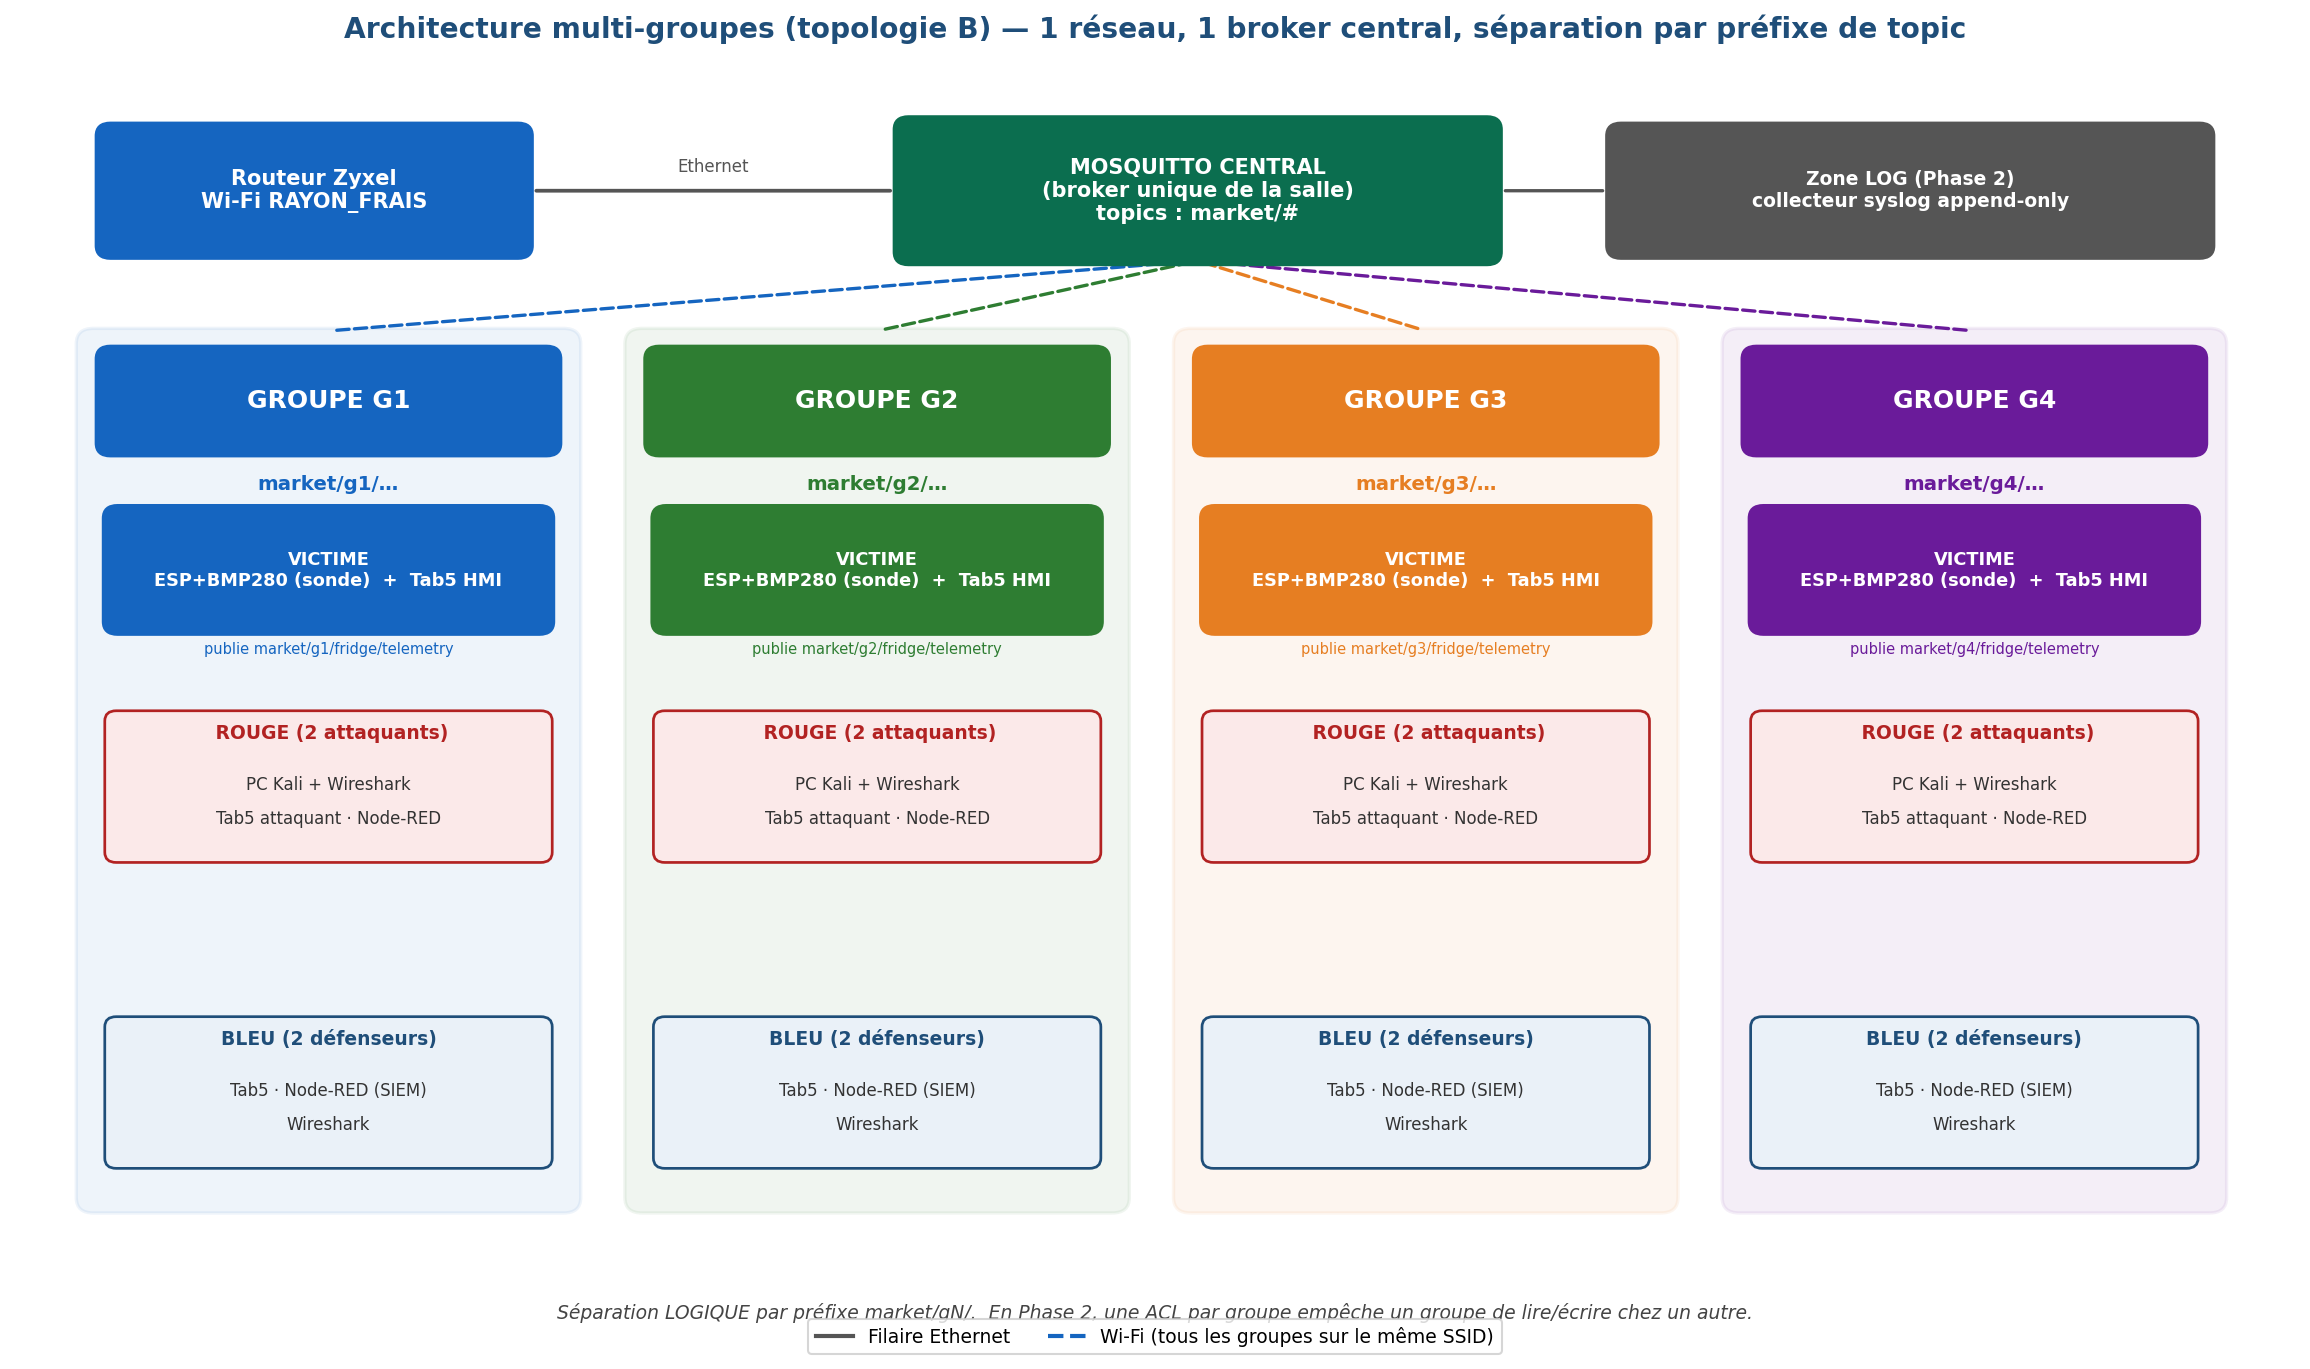 Architecture multi-groupes (topologie B) — 1 réseau, 1 broker central, séparation par préfixe de topic
Routeur Zyxel
Wi-Fi RAYON_FRAIS
Ethernet
MOSQUITTO CENTRAL
(broker unique de la salle)
topics : market/#
Zone LOG (Phase 2)
collecteur syslog append-only
GROUPE G1
market/g1/...
VICTIME
ESP+BMP280 (sonde)  +  Tab5 HMI
publie market/g1/fridge/telemetry
ROUGE (2 attaquants)
PC Kali + Wireshark
Tab5 attaquant · Node-RED
BLEU (2 défenseurs)
Tab5 · Node-RED (SIEM)
Wireshark
GROUPE G2
market/g2/...
VICTIME
ESP+BMP280 (sonde)  +  Tab5 HMI
publie market/g2/fridge/telemetry
ROUGE (2 attaquants)
PC Kali + Wireshark
Tab5 attaquant · Node-RED
BLEU (2 défenseurs)
Tab5 · Node-RED (SIEM)
Wireshark
GROUPE G3
market/g3/...
VICTIME
ESP+BMP280 (sonde)  +  Tab5 HMI
publie market/g3/fridge/telemetry
ROUGE (2 attaquants)
PC Kali + Wireshark
Tab5 attaquant · Node-RED
BLEU (2 défenseurs)
Tab5 · Node-RED (SIEM)
Wireshark
GROUPE G4
market/g4/...
VICTIME
ESP+BMP280 (sonde)  +  Tab5 HMI
publie market/g4/fridge/telemetry
ROUGE (2 attaquants)
PC Kali + Wireshark
Tab5 attaquant · Node-RED
BLEU (2 défenseurs)
Tab5 · Node-RED (SIEM)
Wireshark
Séparation LOGIQUE par préfixe market/gN/.  En Phase 2, une ACL par groupe empêche un groupe de lire/écrire chez un autre.
Filaire Ethernet
Wi-Fi (tous les groupes sur le même SSID)